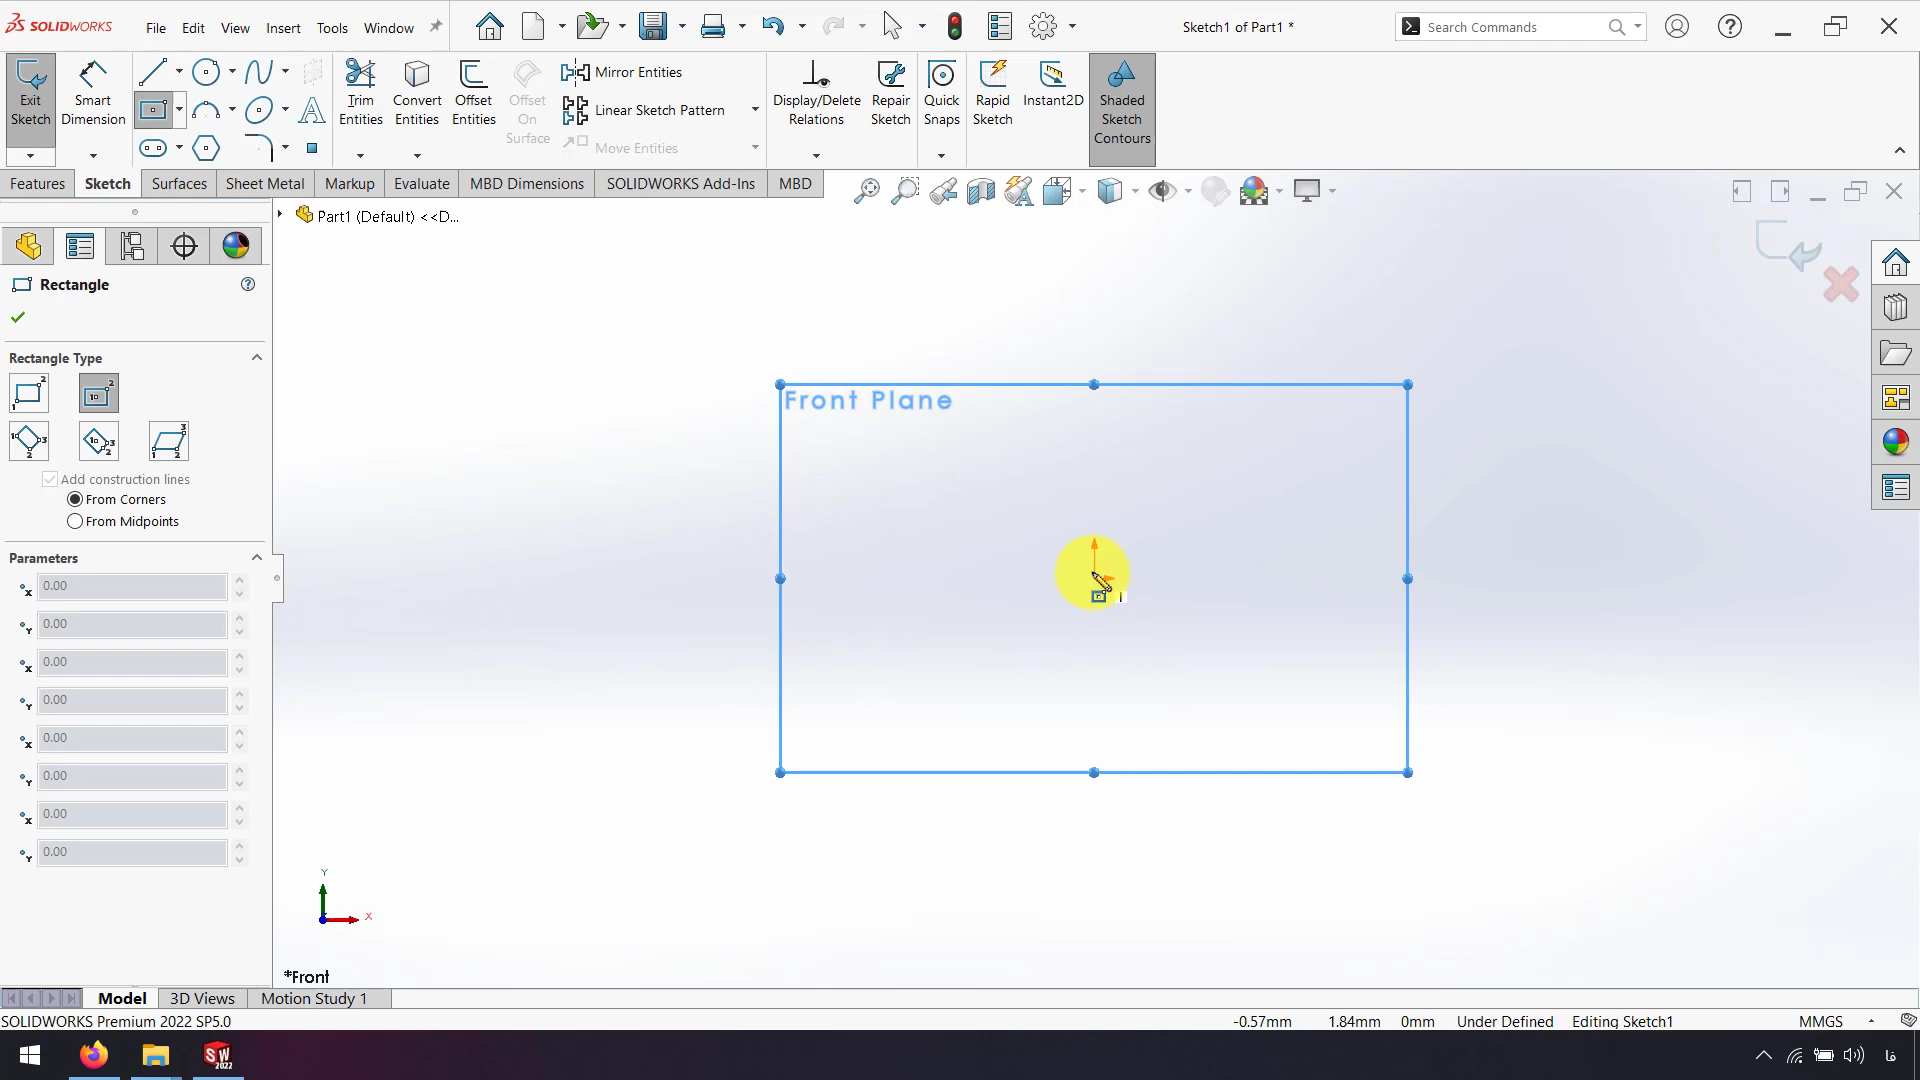 SOLIDWORKS
File Edit View Insert Tools Window
Sketch1 of Part1 *
Search Commands
Exit Sketch
Smart Dimension
Trim Entities
Convert Entities
Offset Entities
Offset On Surface
Mirror Entities
Linear Sketch Pattern
Move Entities
Display/Delete Relations
Repair Sketch
Quick Snaps
Rapid Sketch
Instant2D
Shaded Sketch Contours
Features Sketch Surfaces Sheet Metal Markup Evaluate MBD Dimensions SOLIDWORKS Add-Ins MBD
Part1 (Default) <<D...
Rectangle
Rectangle Type
Add construction lines
From Corners
From Midpoints
Parameters
0.00
0.00
0.00
0.00
0.00
0.00
0.00
0.00
Front Plane
Y
X
*Front
Model 3D Views Motion Study 1
SOLIDWORKS Premium 2022 SP5.0
-0.57mm 1.84mm 0mm Under Defined Editing Sketch1 MMGS
SW 2022
فا